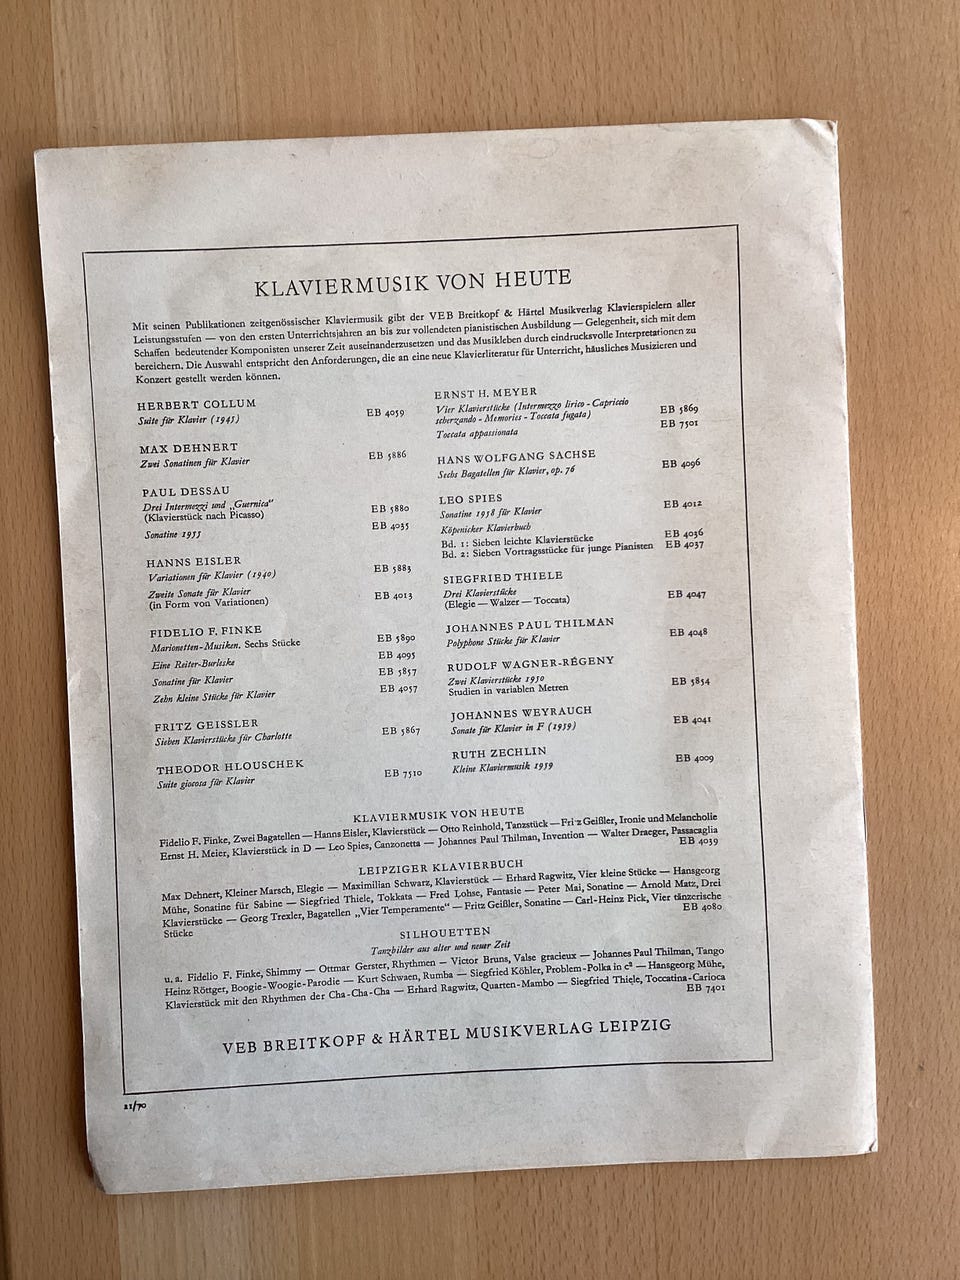 KLAVIERMUSIK VON HEUTE
Mit seinen Publikationen zeitgenössischer Klaviermusik gibt der VEB Breitkopf & Härtel Musikverlag Klavierspielern aller
Leistungsstufen — von den ersten Unterrichtsjahren an bis zur vollendeten pianistischen Ausbildung — Gelegenheit, sich mit dem
Schaffen bedeutender Komponisten unserer Zeit auseinanderzusetzen und das Musikleben durch eindrucksvolle Interpretationen zu
bereichern. Die Auswahl entspricht den Anforderungen, die an eine neue Klavierliteratur für Unterricht, häusliches Musizieren und
Konzert gestellt werden können.
HERBERT COLLUM
Suite für Klavier (1945) EB 4059
MAX DEHNERT
Zwei Sonatinen für Klavier EB 5886
PAUL DESSAU
Drei Intermezzi und „Guernica“
(Klavierstück nach Picasso) EB 5880
Sonatine 1955 EB 4035
HANNS EISLER
Variationen für Klavier (1940) EB 5883
Zweite Sonate für Klavier
(in Form von Variationen) EB 4013
FIDELIO F. FINKE
Marionetten-Musiken. Sechs Stücke EB 5890
Eine Reiter-Burleske EB 4095
Sonatine für Klavier EB 5857
Zehn kleine Stücke für Klavier EB 4057
FRITZ GEISSLER
Sieben Klavierstücke für Charlotte EB 5867
THEODOR HLOUSCHEK
Suite giocosa für Klavier EB 7510
ERNST H. MEYER
Vier Klavierstücke (Intermezzo lirico - Capriccio
scherzando - Memories - Toccata fugata) EB 5869
Toccata appassionata EB 7501
HANS WOLFGANG SACHSE
Sechs Bagatellen für Klavier, op. 76 EB 4096
LEO SPIES
Sonatine 1958 für Klavier EB 4012
Köpenicker Klavierbuch
Bd. 1: Sieben leichte Klavierstücke EB 4036
Bd. 2: Sieben Vortragsstücke für junge Pianisten EB 4037
SIEGFRIED THIELE
Drei Klavierstücke
(Elegie — Walzer — Toccata) EB 4047
JOHANNES PAUL THILMAN
Polyphone Stücke für Klavier EB 4048
RUDOLF WAGNER-RÉGENY
Zwei Klavierstücke 1950
Studien in variablen Metren EB 5854
JOHANNES WEYRAUCH
Sonate für Klavier in F (1959) EB 4041
RUTH ZECHLIN
Kleine Klaviermusik 1959 EB 4009
KLAVIERMUSIK VON HEUTE
Fidelio F. Finke, Zwei Bagatellen — Hanns Eisler, Klavierstück — Otto Reinhold, Tanzstück — Fritz Geißler, Ironie und Melancholie
Ernst H. Meier, Klavierstück in D — Leo Spies, Canzonetta — Johannes Paul Thilman, Invention — Walter Draeger, Passacaglia
EB 4039
LEIPZIGER KLAVIERBUCH
Max Dehnert, Kleiner Marsch, Elegie — Maximilian Schwarz, Klavierstück — Erhard Ragwitz, Vier kleine Stücke — Hansgeorg
Mühe, Sonatine für Sabine — Siegfried Thiele, Tokkata — Fred Lohse, Fantasie — Peter Mai, Sonatine — Arnold Matz, Drei
Klavierstücke — Georg Trexler, Bagatellen „Vier Temperamente“ — Fritz Geißler, Sonatine — Carl-Heinz Pick, Vier tänzerische
Stücke EB 4080
SILHOUETTEN
Tanzbilder aus alter und neuer Zeit
u. a. Fidelio F. Finke, Shimmy — Ottmar Gerster, Rhythmen — Victor Bruns, Valse gracieux — Johannes Paul Thilman, Tango
Heinz Röttger, Boogie-Woogie-Parodie — Kurt Schwaen, Rumba — Siegfried Köhler, Problem-Polka in c² — Hansgeorg Mühe,
Klavierstück mit den Rhythmen der Cha-Cha-Cha — Erhard Ragwitz, Quarten-Mambo — Siegfried Thiele, Toccatina-Carioca
EB 7401
VEB BREITKOPF & HÄRTEL MUSIKVERLAG LEIPZIG
21/70